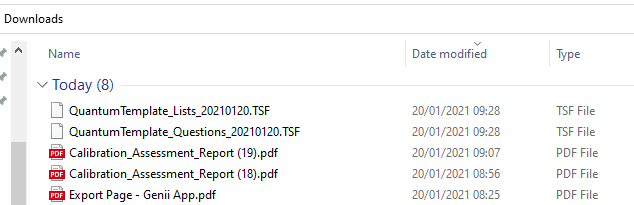 Downloads
Name Date modified Type
Today (8)
QuantumTemplate_Lists_20210120.TSF 20/01/2021 09:28 TSF File
QuantumTemplate_Questions_20210120.TSF 20/01/2021 09:28 TSF File
PDF Calibration_Assessment_Report (19).pdf 20/01/2021 09:07 PDF File
PDF Calibration_Assessment_Report (18).pdf 20/01/2021 08:56 PDF File
PDF Export Page - Genii App.pdf 20/01/2021 08:25 PDF File